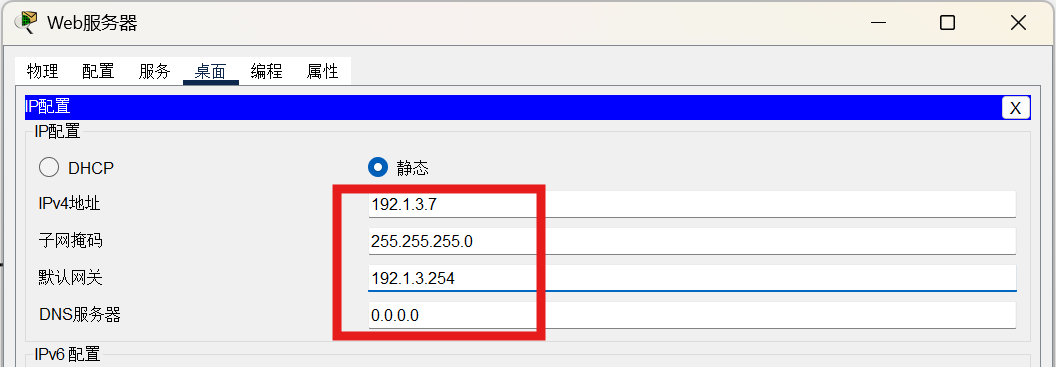 Web服务器
物理 配置 服务 桌面 编程 属性
IP配置 X
IP配置
DHCP 静态
IPv4地址 192.1.3.7
子网掩码 255.255.255.0
默认网关 192.1.3.254
DNS服务器 0.0.0.0
IPv6 配置